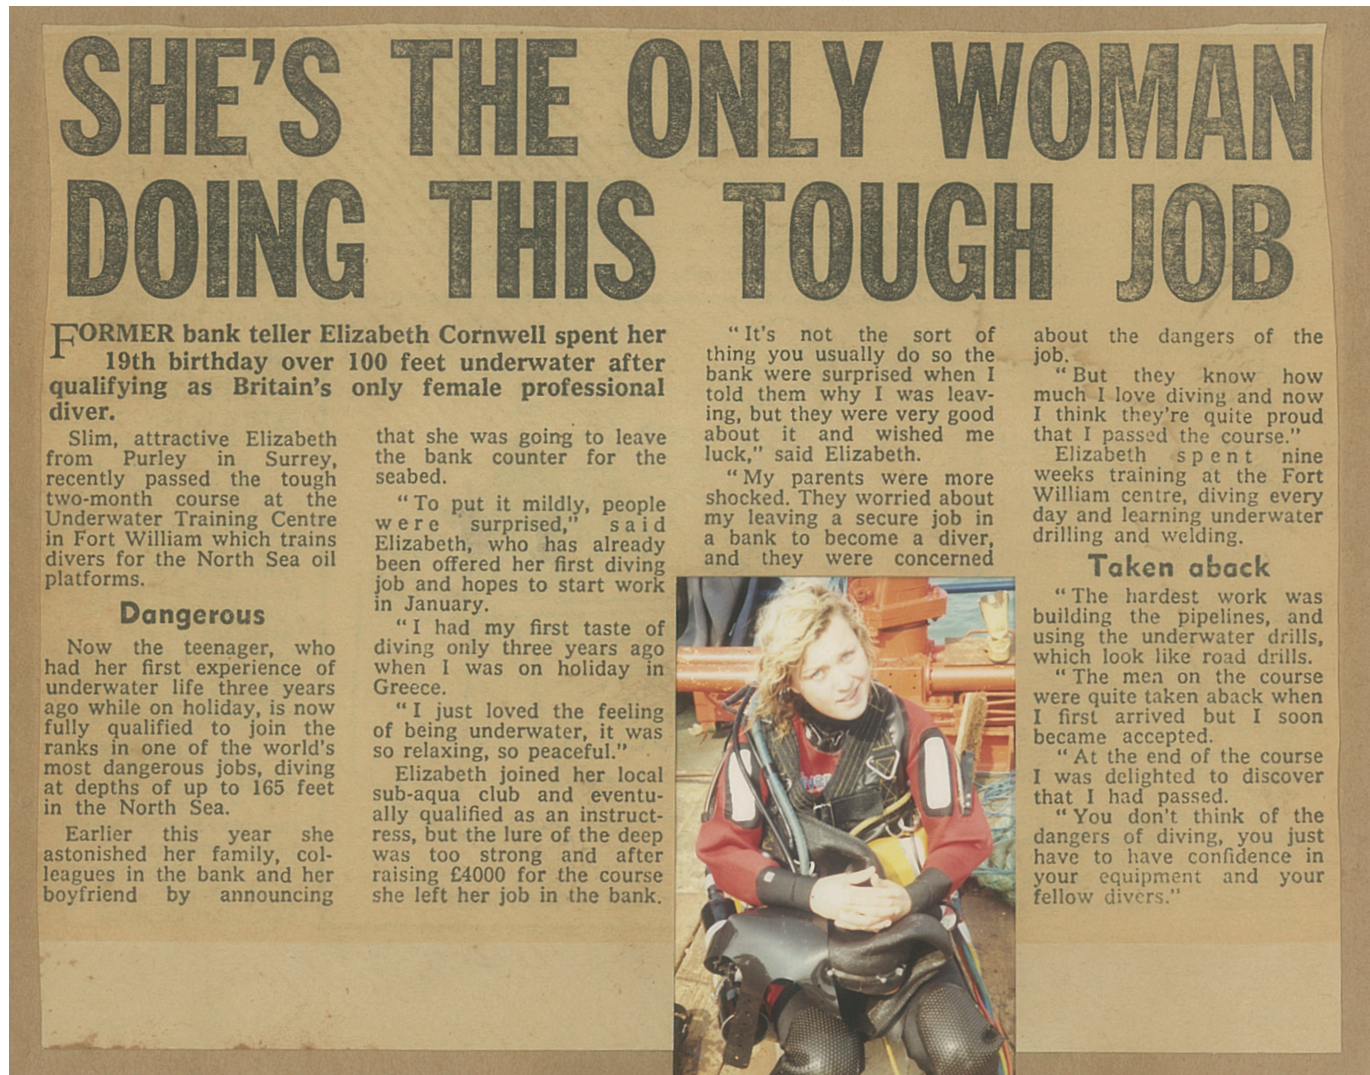 SHE'S THE ONLY WOMAN
DOING THIS TOUGH JOB
FORMER bank teller Elizabeth Cornwell spent her
19th birthday over 100 feet underwater after
qualifying as Britain's only female professional
diver.
Slim, attractive Elizabeth
from Purley in Surrey,
recently passed the tough
two-month course at the
Underwater Training Centre
in Fort William which trains
divers for the North Sea oil
platforms.
Dangerous
Now the teenager, who
had her first experience of
underwater life three years
ago while on holiday, is now
fully qualified to join the
ranks in one of the world's
most dangerous jobs, diving
at depths of up to 165 feet
in the North Sea.
Earlier this year she
astonished her family, col-
leagues in the bank and her
boyfriend by announcing
that she was going to leave
the bank counter for the
seabed.
"To put it mildly, people
were surprised," said
Elizabeth, who has already
been offered her first diving
job and hopes to start work
in January.
"I had my first taste of
diving only three years ago
when I was on holiday in
Greece.
"I just loved the feeling
of being underwater, it was
so relaxing, so peaceful."
Elizabeth joined her local
sub-aqua club and eventu-
ally qualified as an instruct-
ress, but the lure of the deep
was too strong and after
raising £4000 for the course
she left her job in the bank.
"It's not the sort of
thing you usually do so the
bank were surprised when I
told them why I was leav-
ing, but they were very good
about it and wished me
luck," said Elizabeth.
"My parents were more
shocked. They worried about
my leaving a secure job in
a bank to become a diver,
and they were concerned
about the dangers of the
job.
"But they know how
much I love diving and now
I think they're quite proud
that I passed the course."
Elizabeth spent nine
weeks training at the Fort
William centre, diving every
day and learning underwater
drilling and welding.
Taken aback
"The hardest work was
building the pipelines, and
using the underwater drills,
which look like road drills.
"The men on the course
were quite taken aback when
I first arrived but I soon
became accepted.
"At the end of the course
I was delighted to discover
that I had passed.
"You don't think of the
dangers of diving, you just
have to have confidence in
your equipment and your
fellow divers."